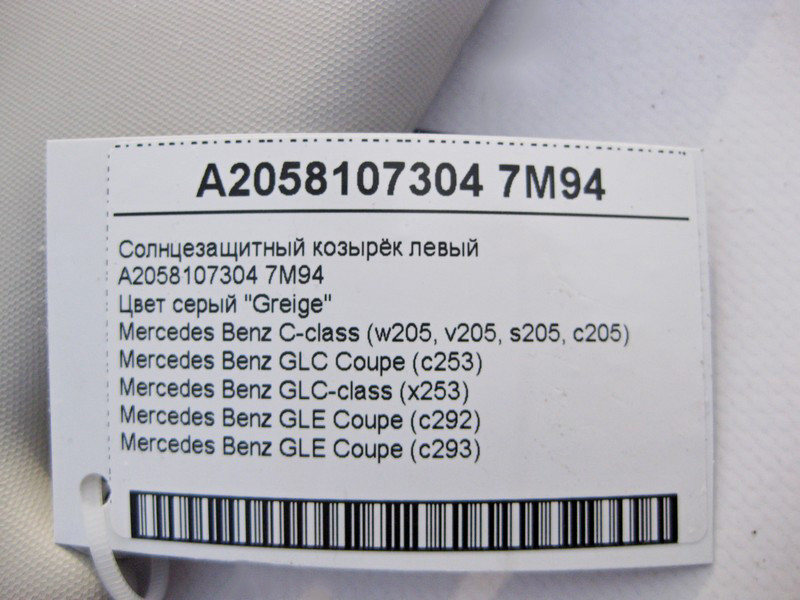 A2058107304 7M94
Солнцезащитный козырёк левый
A2058107304 7M94
Цвет серый "Greige"
Mercedes Benz C-class (w205, v205, s205, c205)
Mercedes Benz GLC Coupe (c253)
Mercedes Benz GLC-class (x253)
Mercedes Benz GLE Coupe (c292)
Mercedes Benz GLE Coupe (c293)